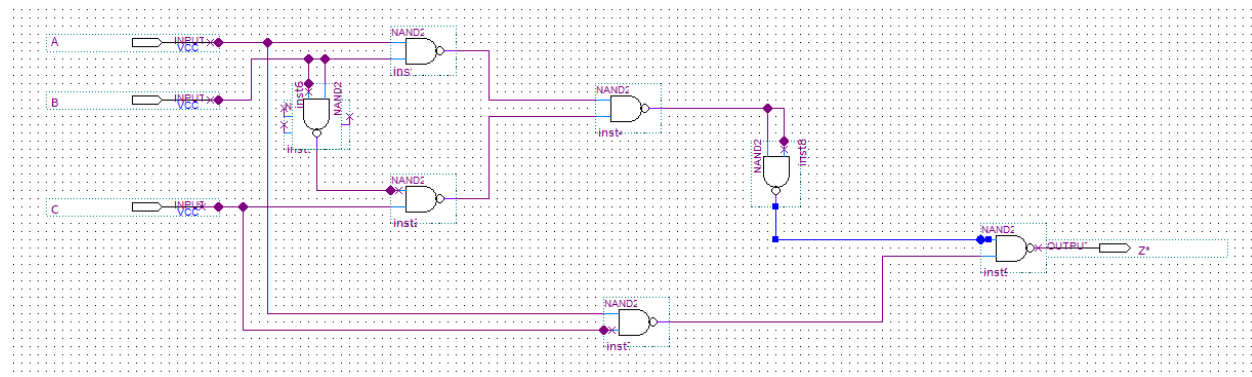 NAND2
A
INPUT
VCC
ins
inst6
NAND2
NAND2
B
INPUT
VCC
inst
inst
NAND2
inst8
NAND2
C
INPUT
VCC
inst
NAND2
OUTPUT
Z*
inst
NAND2
inst